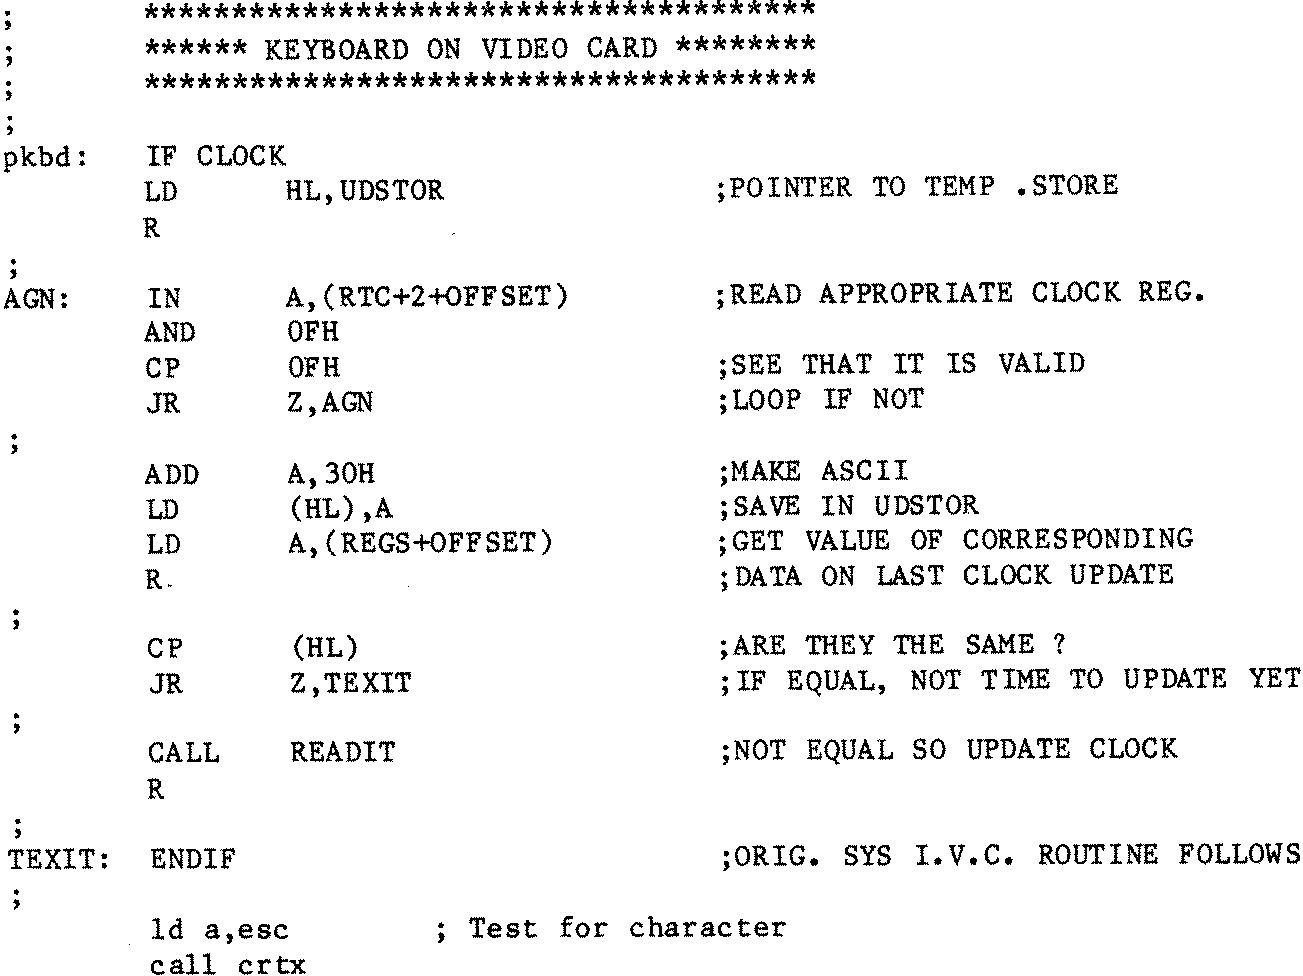 ;       **************************************
;       ****** KEYBOARD ON VIDEO CARD ********
;       **************************************
;
pkbd:   IF CLOCK
        LD      HL,UDSTOR               ;POINTER TO TEMP .STORE
        R
;
AGN:    IN      A,(RTC+2+OFFSET)        ;READ APPROPRIATE CLOCK REG.
        AND     OFH
        CP      OFH                     ;SEE THAT IT IS VALID
        JR      Z,AGN                   ;LOOP IF NOT
;
        ADD     A,30H                   ;MAKE ASCII
        LD      (HL),A                  ;SAVE IN UDSTOR
        LD      A,(REGS+OFFSET)         ;GET VALUE OF CORRESPONDING
        R                               ;DATA ON LAST CLOCK UPDATE
;
        CP      (HL)                    ;ARE THEY THE SAME ?
        JR      Z,TEXIT                 ;IF EQUAL, NOT TIME TO UPDATE YET
;
        CALL    READIT                  ;NOT EQUAL SO UPDATE CLOCK
        R
;
TEXIT:  ENDIF                           ;ORIG. SYS I.V.C. ROUTINE FOLLOWS
;
        ld a,esc        ; Test for character
        call crtx